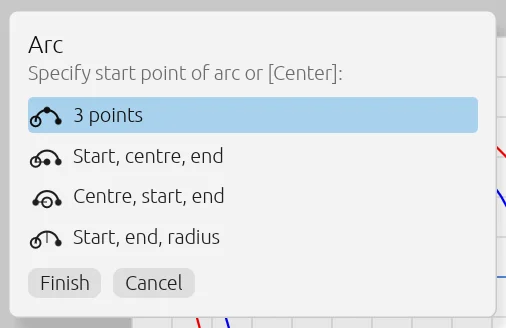 Arc
Specify start point of arc or [Center]:
3 points
Start, centre, end
Centre, start, end
Start, end, radius
Finish Cancel